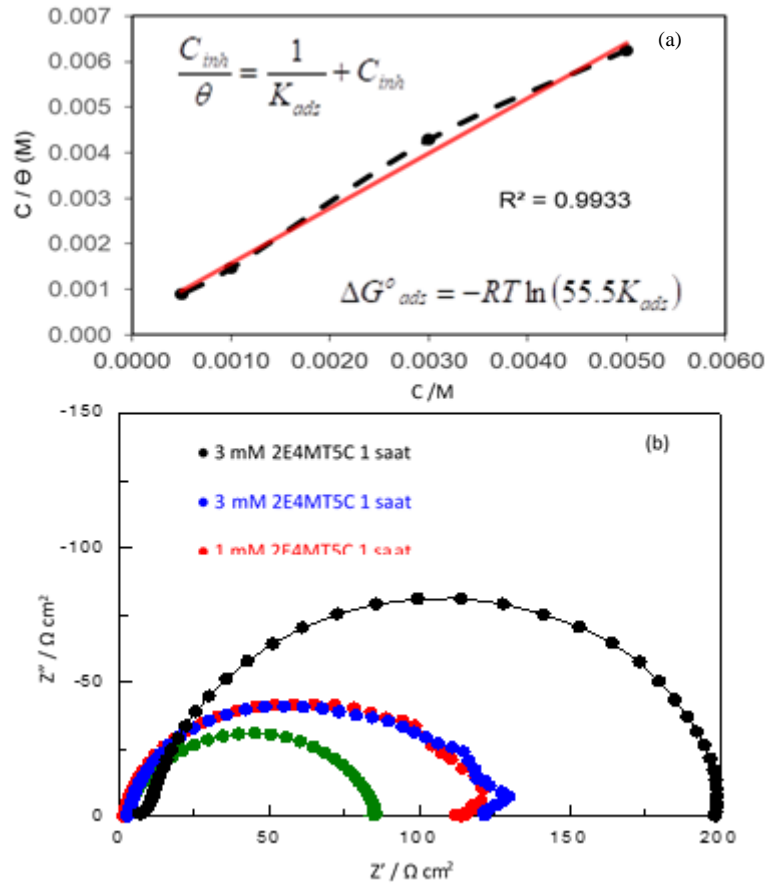 0.007
(a)
0.006
0.005
0.004
0.003
0.002
0.001
0.000
C / Θ (M)
C_inh / θ = 1 / K_ads + C_inh
R² = 0.9933
ΔG°_ads = −RT ln(55.5K_ads)
0.0000 0.0010 0.0020 0.0030 0.0040 0.0050 0.0060
C /M
-150
(b)
3 mM 2E4MT5C 1 saat
3 mM 2E4MT5C 1 saat
1 mM 2E4MT5C 1 saat
-100
-50
0
Z″ / Ω cm²
0 50 100 150 200
Z′ / Ω cm²